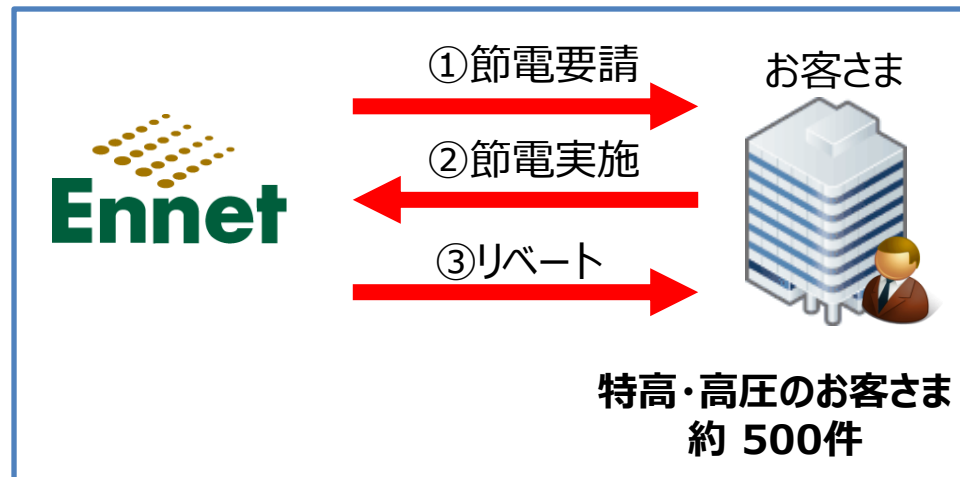 ①節電要請
お客さま
②節電実施
Ennet
③リベート
特高・高圧のお客さま
約 500件